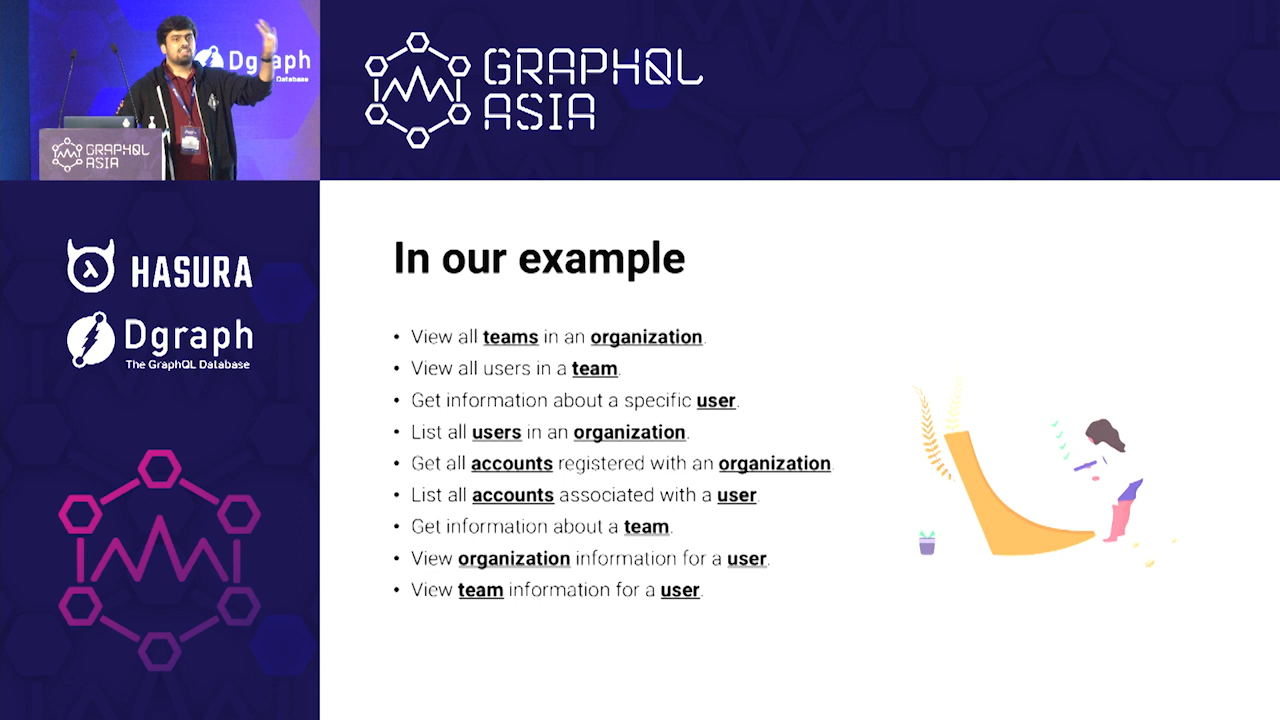 Dgraph
Database
GRAPHQL
ASIA
GRAPHQL
ASIA
HASURA
Dgraph
The GraphQL Database
In our example
• View all teams in an organization.
• View all users in a team.
• Get information about a specific user.
• List all users in an organization.
• Get all accounts registered with an organization.
• List all accounts associated with a user.
• Get information about a team.
• View organization information for a user.
• View team information for a user.